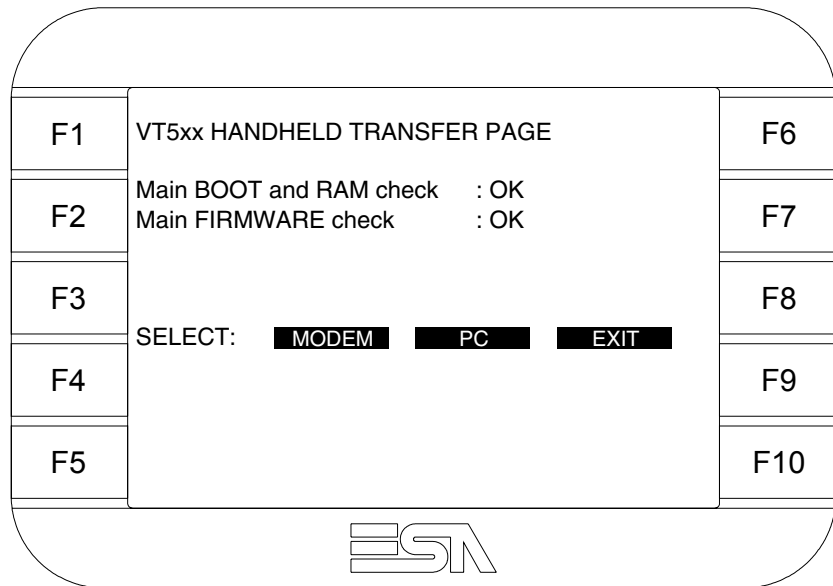 F1
F2
F3
F4
F5
VT5xx HANDHELD TRANSFER PAGE
Main BOOT and RAM check : OK
Main FIRMWARE check : OK
SELECT: MODEM PC EXIT
F6
F7
F8
F9
F10
ESA